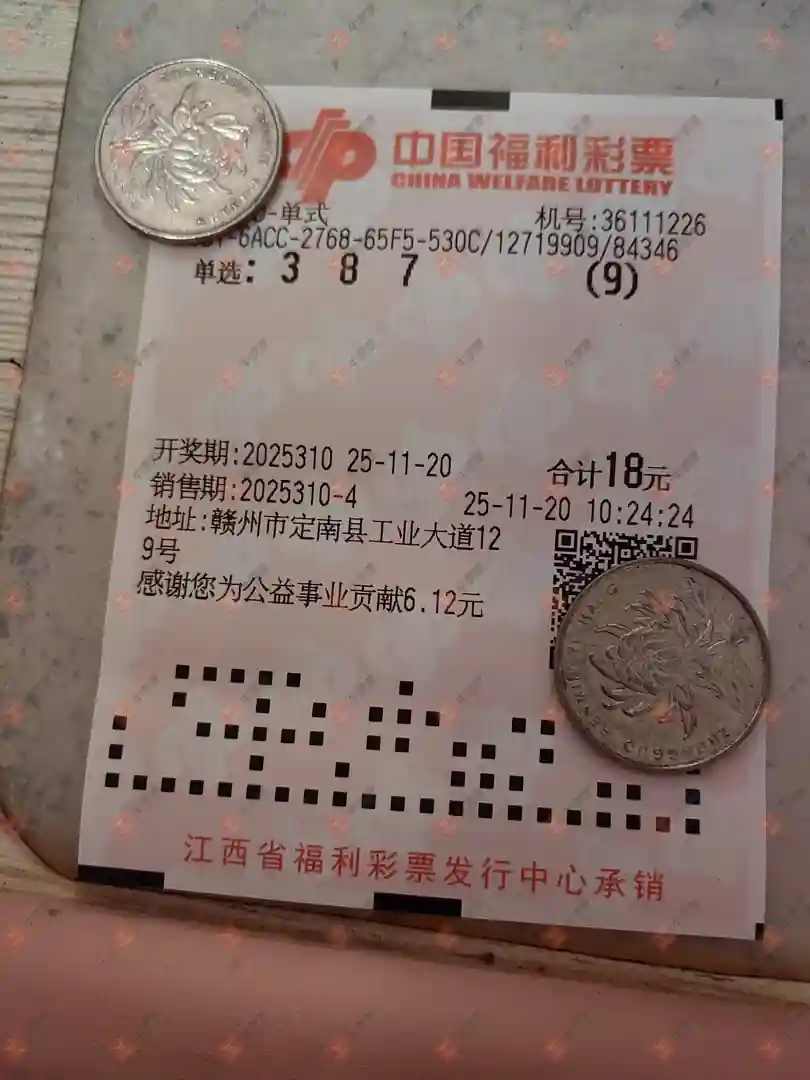 中国福利彩票
CHINA WELFARE LOTTERY
-单式 机号:36111226
-6ACC-2768-65F5-530C/12719909/84346
单选: 3 8 7 (9)
开奖期:2025310 25-11-20 合计18元
销售期:2025310-4 25-11-20 10:24:24
地址:赣州市定南县工业大道12
9号
感谢您为公益事业贡献6.12元
江西省福利彩票发行中心承销